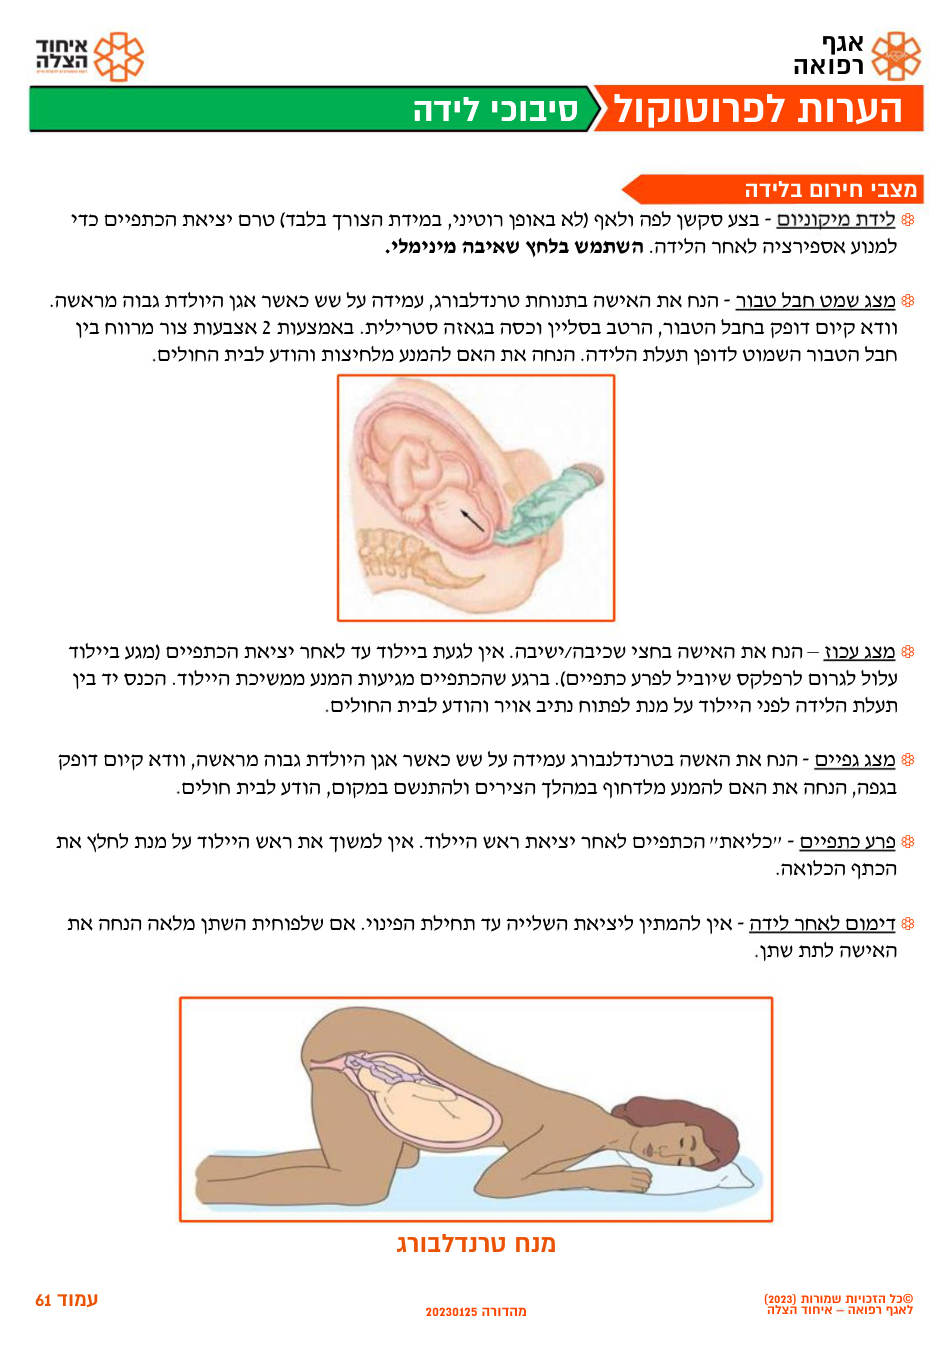 אגף
רפואה
איחוד
הצלה
הערות לפרוטוקול
סיבוכי לידה
מצבי חירום בלידה
לידת מיקוניום - בצע סקשן לפה ולאף (לא באופן רוטיני, במידת הצורך בלבד) טרם יציאת הכתפיים כדי
למנוע אספירציה לאחר הלידה. השתמש בלחץ שאיבה מינימלי.
מצג שמט חבל טבור - הנח את האישה בתנוחת טרנדלבורג, עמידה על שש כאשר אגן היולדת גבוה מראשה.
וודא קיום דופק בחבל הטבור, הרטב בסליין וכסה בגאזה סטרילית. באמצעות 2 אצבעות צור מרווח בין
חבל הטבור השמוט לדופן תעלת הלידה. הנחה את האם להמנע מלחיצות והודע לבית החולים.
מצג עכוז – הנח את האישה בחצי שכיבה/ישיבה. אין לגעת ביילוד עד לאחר יציאת הכתפיים (מגע ביילוד
עלול לגרום לרפלקס שיוביל לפרע כתפיים). ברגע שהכתפיים מגיעות המנע ממשיכת היילוד. הכנס יד בין
תעלת הלידה לפני היילוד על מנת לפתוח נתיב אויר והודע לבית החולים.
מצג גפיים - הנח את האשה בטרנדלנבורג עמידה על שש כאשר אגן היולדת גבוה מראשה, וודא קיום דופק
בגפה, הנחה את האם להמנע מלדחוף במהלך הצירים ולהתנשם במקום, הודע לבית חולים.
פרע כתפיים - "כליאת" הכתפיים לאחר יציאת ראש היילוד. אין למשוך את ראש היילוד על מנת לחלץ את
הכתף הכלואה.
דימום לאחר לידה - אין להמתין ליציאת השלייה עד תחילת הפינוי. אם שלפוחית השתן מלאה הנחה את
האישה לתת שתן.
מנח טרנדלבורג
©כל הזכויות שמורות (2023)
לאגף רפואה – איחוד הצלה
מהדורה 20230125
עמוד 61